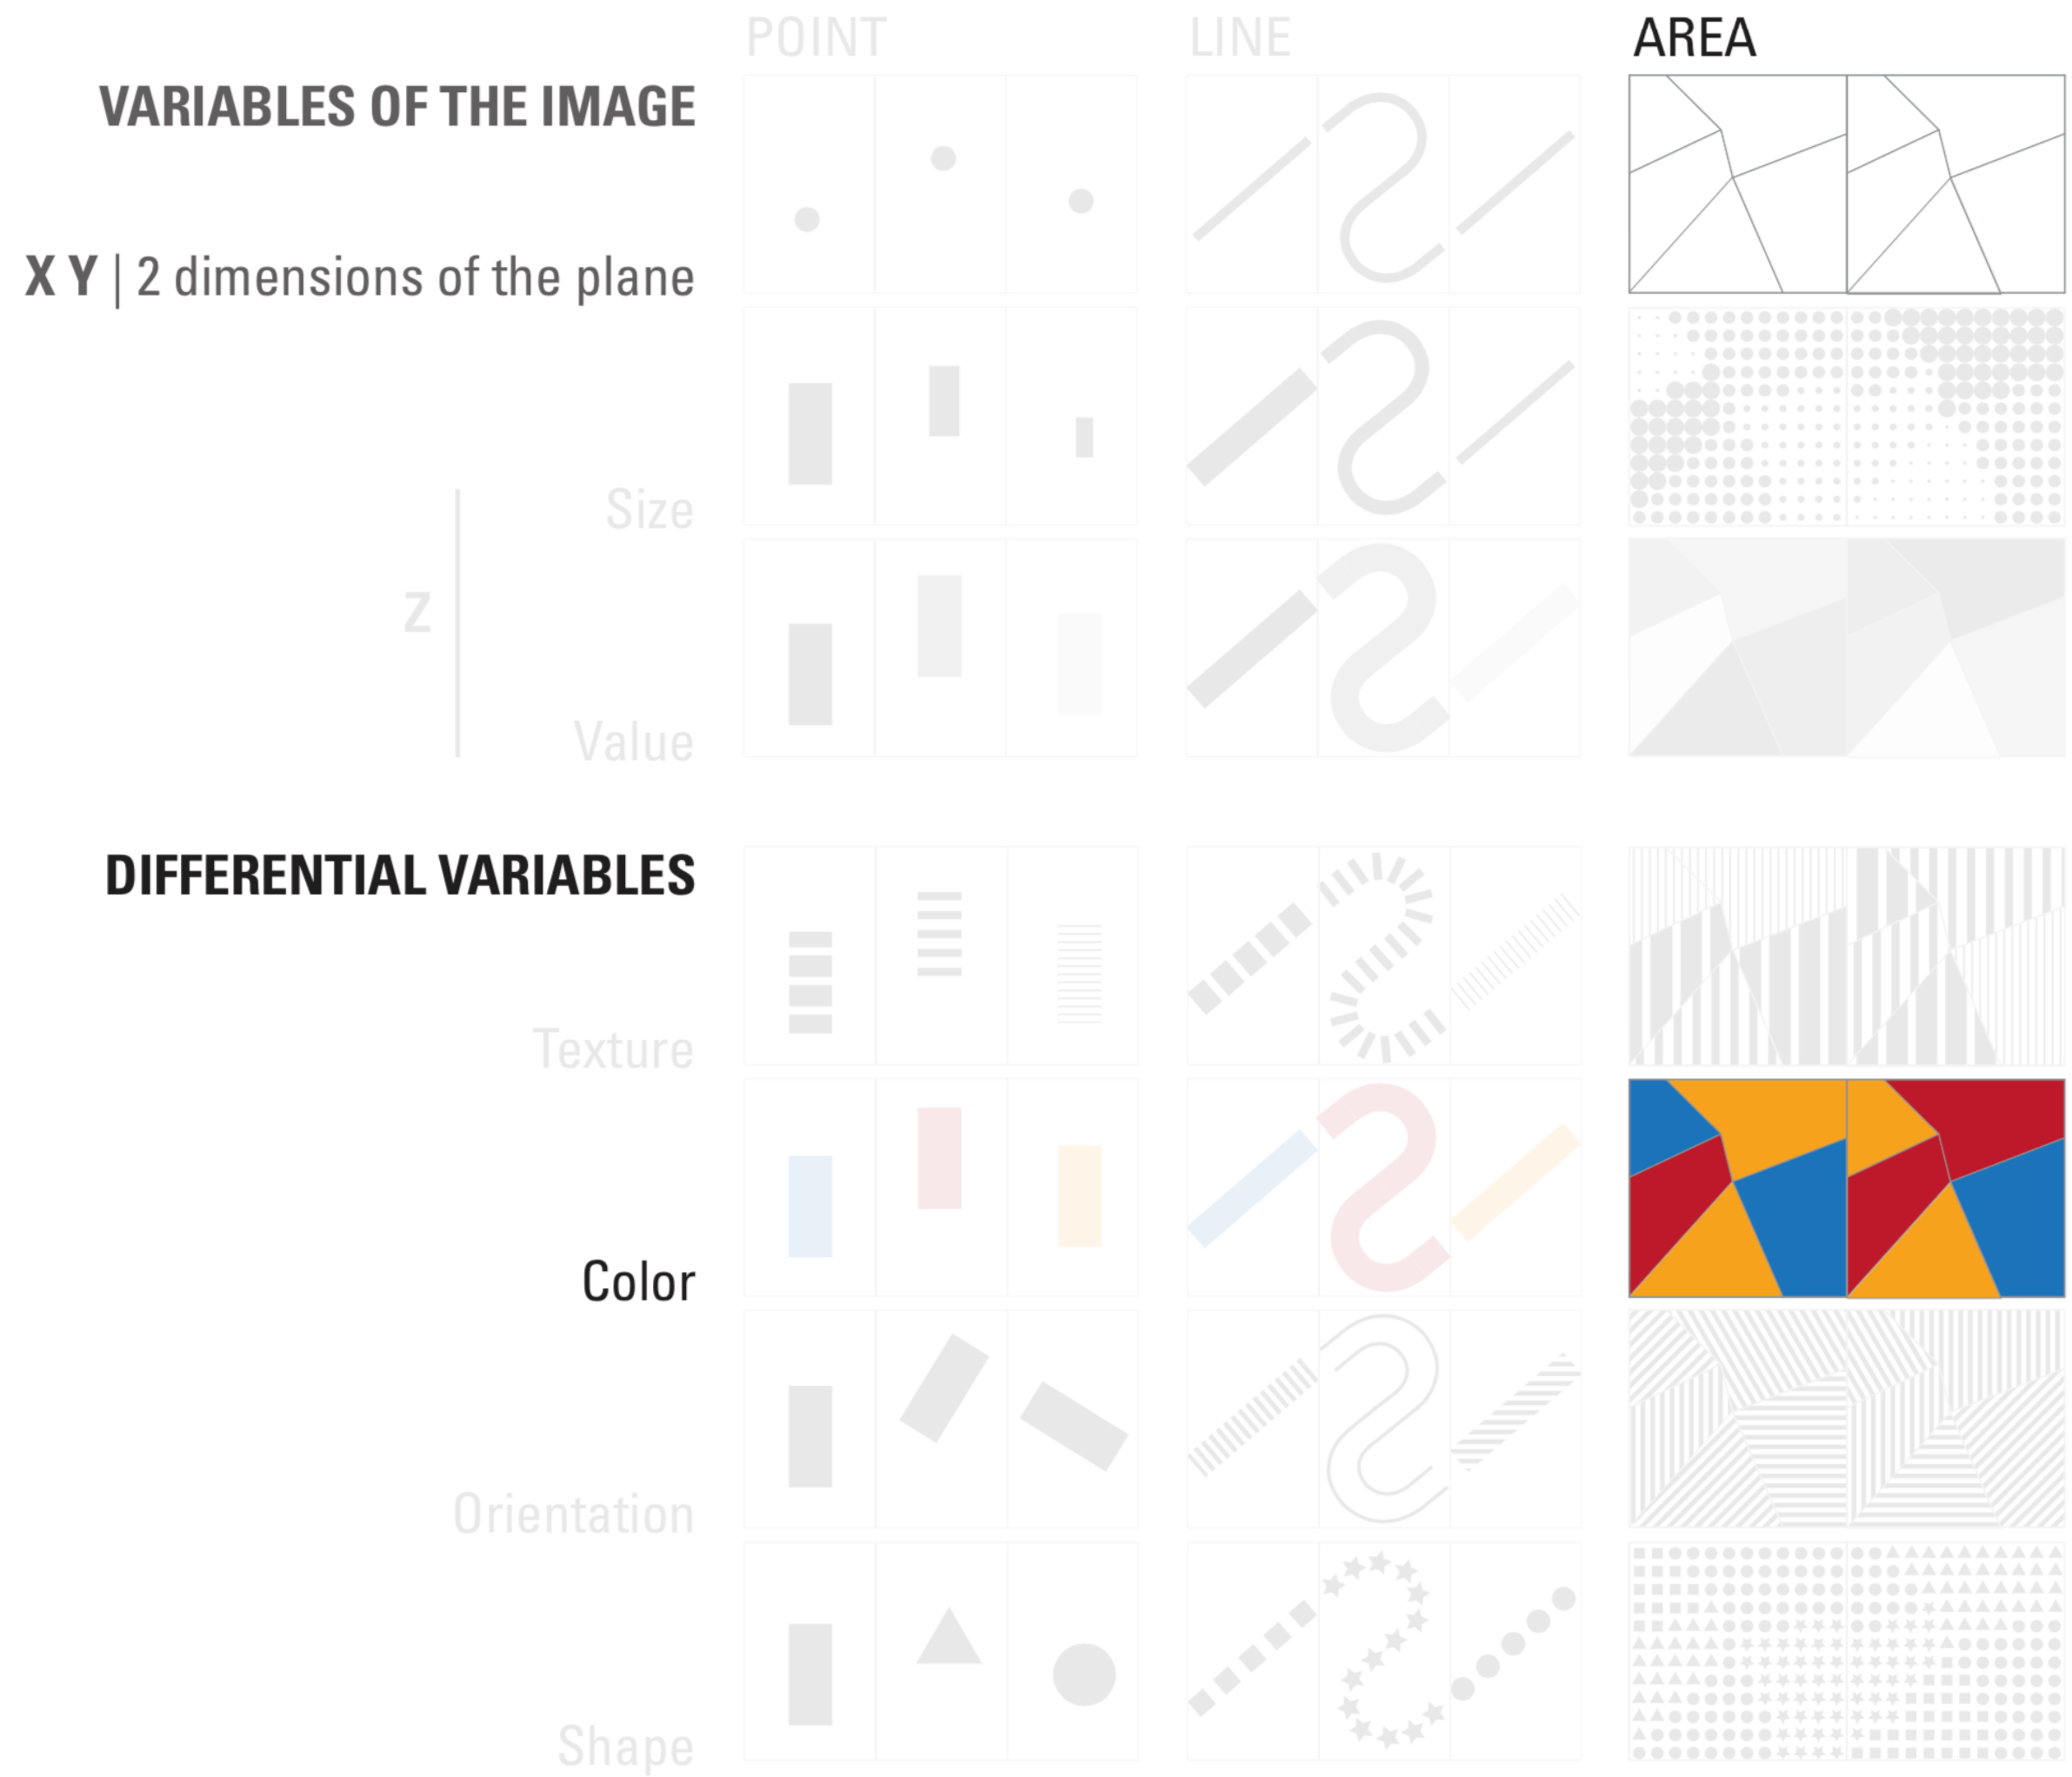 POINT LINE AREA
VARIABLES OF THE IMAGE
X Y | 2 dimensions of the plane
Size
Z
Value
DIFFERENTIAL VARIABLES
Texture
Color
Orientation
Shape